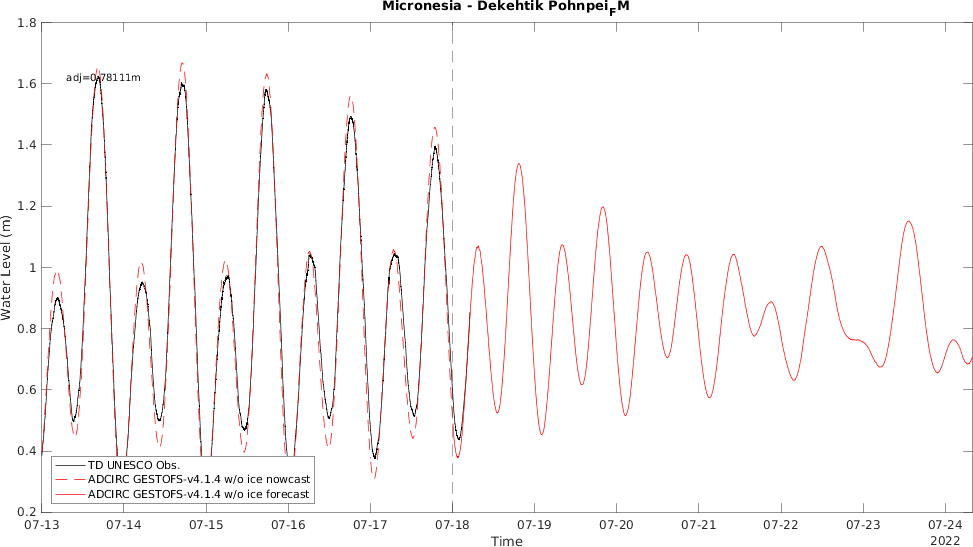 Micronesia - Dekehtik Pohnpei_FM
1.8
1.6
1.4
1.2
1
0.8
0.6
0.4
0.2
Water Level (m)
adj=0.78111m
TD UNESCO Obs.
ADCIRC GESTOFS-v4.1.4 w/o ice nowcast
ADCIRC GESTOFS-v4.1.4 w/o ice forecast
07-13 07-14 07-15 07-16 07-17 07-18 07-19 07-20 07-21 07-22 07-23 07-24
Time
2022